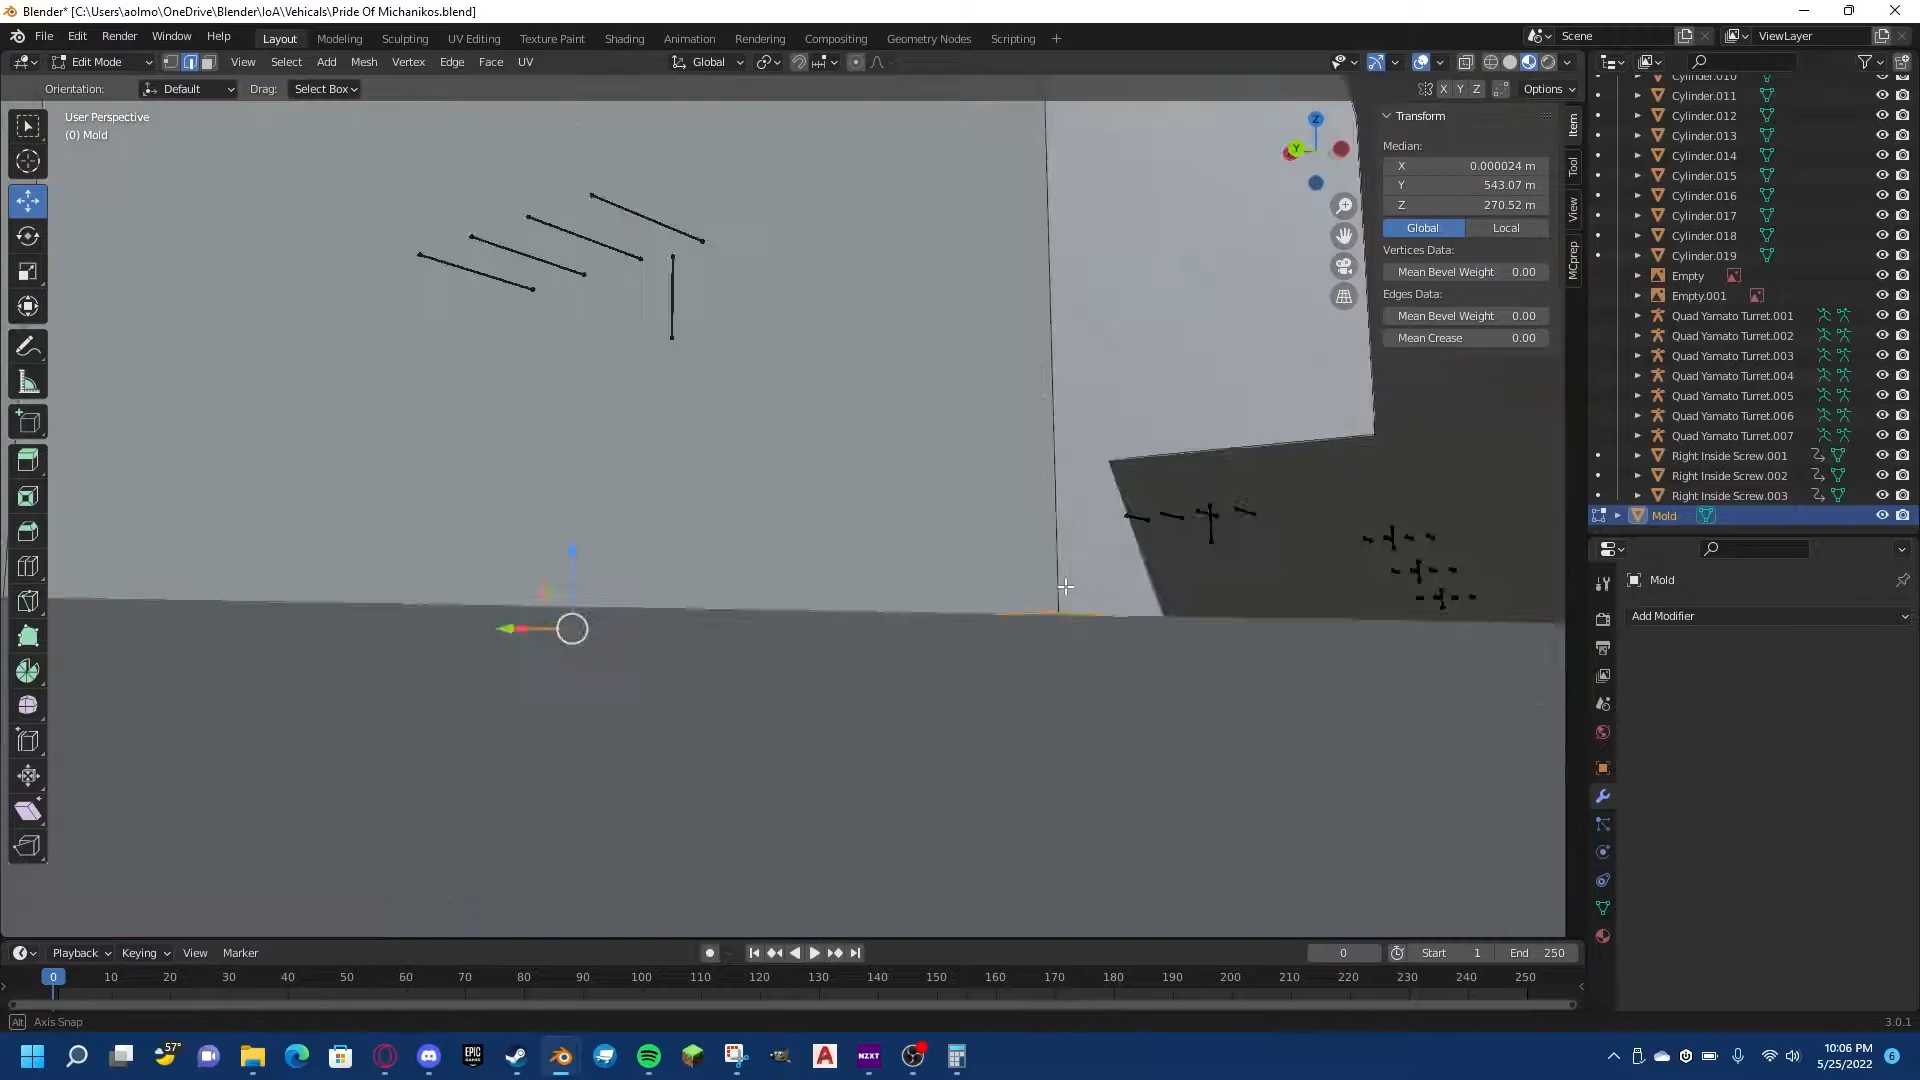 Blender* [C:\Users\aolmo\OneDrive\Blender\IoA\Vehicals\Pride Of Michanikos.blend]
File Edit Render Window Help Layout Modeling Sculpting UV Editing Texture Paint Shading Animation Rendering Compositing Geometry Nodes Scripting + Scene ViewLayer
Edit Mode View Select Add Mesh Vertex Edge Face UV Global
Orientation: Default Drag: Select Box X Y Z Options
User Perspective
(0) Mold
Z
Y
Transform
Median:
X 0.000024 m
Y 543.07 m
Z 270.52 m
Global Local
Vertices Data:
Mean Bevel Weight 0.00
Edges Data:
Mean Bevel Weight 0.00
Mean Crease 0.00
Item
Tool
View
MCprep
Cylinder.010
Cylinder.011
Cylinder.012
Cylinder.013
Cylinder.014
Cylinder.015
Cylinder.016
Cylinder.017
Cylinder.018
Cylinder.019
Empty
Empty.001
Quad Yamato Turret.001
Quad Yamato Turret.002
Quad Yamato Turret.003
Quad Yamato Turret.004
Quad Yamato Turret.005
Quad Yamato Turret.006
Quad Yamato Turret.007
Right Inside Screw.001
Right Inside Screw.002
Right Inside Screw.003
Mold
Mold
Add Modifier
Playback Keying View Marker 0 Start 1 End 250
0 10 20 30 40 50 60 70 80 90 100 110 120 130 140 150 160 170 180 190 200 210 220 230 240 250
Alt Axis Snap 3.0.1
57° EPIC GAMES A NZXT 10:06 PM
5/25/2022 6